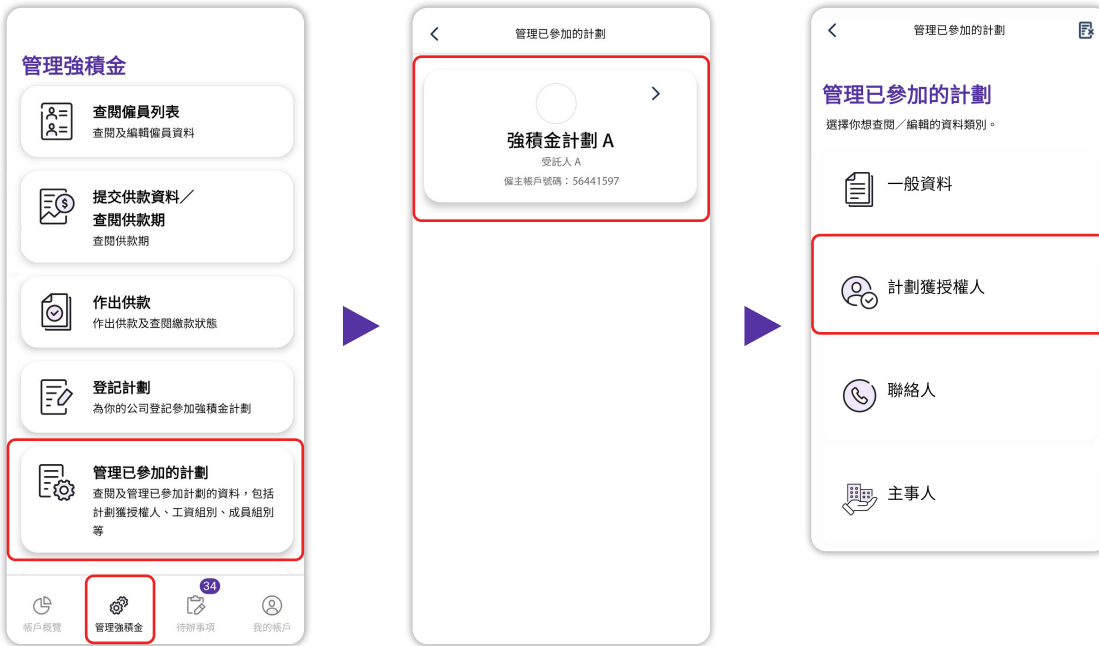 管理強積金
查閱僱員列表
查閱及編輯僱員資料
提交供款資料／
查閱供款期
查閱供款期
作出供款
作出供款及查閱繳款狀態
登記計劃
為你的公司登記參加強積金計劃
管理已參加的計劃
查閱及管理已參加計劃的資料，包括
計劃獲授權人、工資組別、成員組別
等
34
帳戶概覽
管理強積金
待辦事項
我的帳戶
管理已參加的計劃
強積金計劃 A
受託人 A
僱主帳戶號碼：56441597
管理已參加的計劃
管理已參加的計劃
選擇你想查閱／編輯的資料類別。
一般資料
計劃獲授權人
聯絡人
主事人